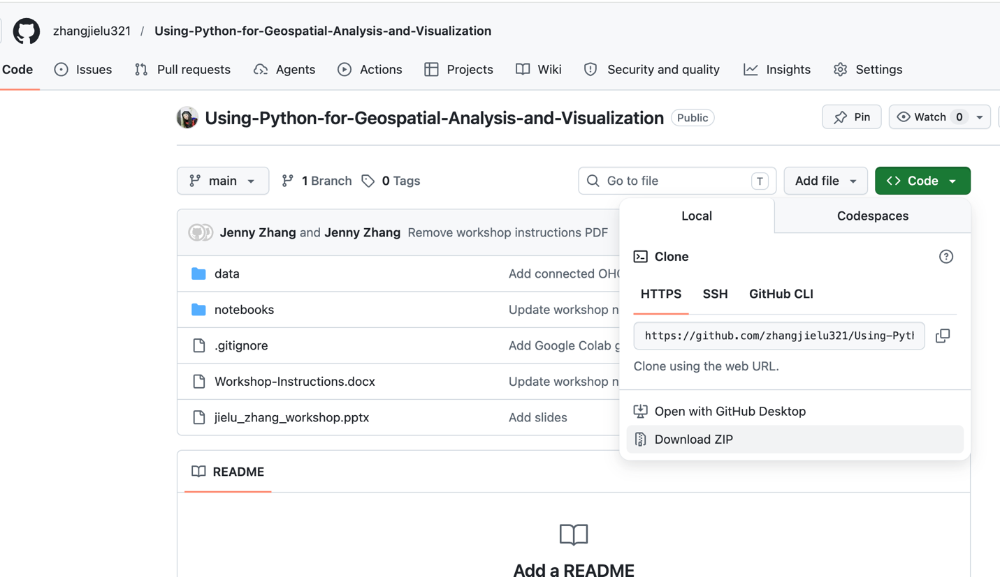 zhangjielu321 / Using-Python-for-Geospatial-Analysis-and-Visualization
Code Issues Pull requests Agents Actions Projects Wiki Security and quality Insights Settings
Using-Python-for-Geospatial-Analysis-and-Visualization Public Pin Watch 0
main 1 Branch 0 Tags Go to file T Add file Code
Local Codespaces
Jenny Zhang and Jenny Zhang Remove workshop instructions PDF
Clone
data Add connected OHC
HTTPS SSH GitHub CLI
notebooks Update workshop n
https://github.com/zhangjielu321/Using-Pyth
.gitignore Add Google Colab g
Clone using the web URL.
Workshop-Instructions.docx Update workshop n
Open with GitHub Desktop
jielu_zhang_workshop.pptx Add slides
Download ZIP
README
Add a README